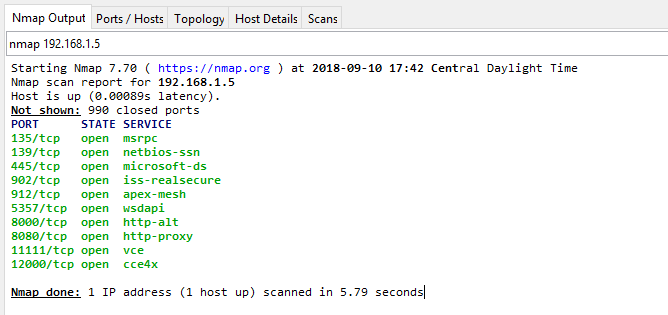 Nmap Output Ports / Hosts Topology Host Details Scans
nmap 192.168.1.5
Starting Nmap 7.70 ( https://nmap.org ) at 2018-09-10 17:42 Central Daylight Time
Nmap scan report for 192.168.1.5
Host is up (0.00089s latency).
Not shown: 990 closed ports
PORT STATE SERVICE
135/tcp open msrpc
139/tcp open netbios-ssn
445/tcp open microsoft-ds
902/tcp open iss-realsecure
912/tcp open apex-mesh
5357/tcp open wsdapi
8000/tcp open http-alt
8080/tcp open http-proxy
11111/tcp open vce
12000/tcp open cce4x
Nmap done: 1 IP address (1 host up) scanned in 5.79 seconds